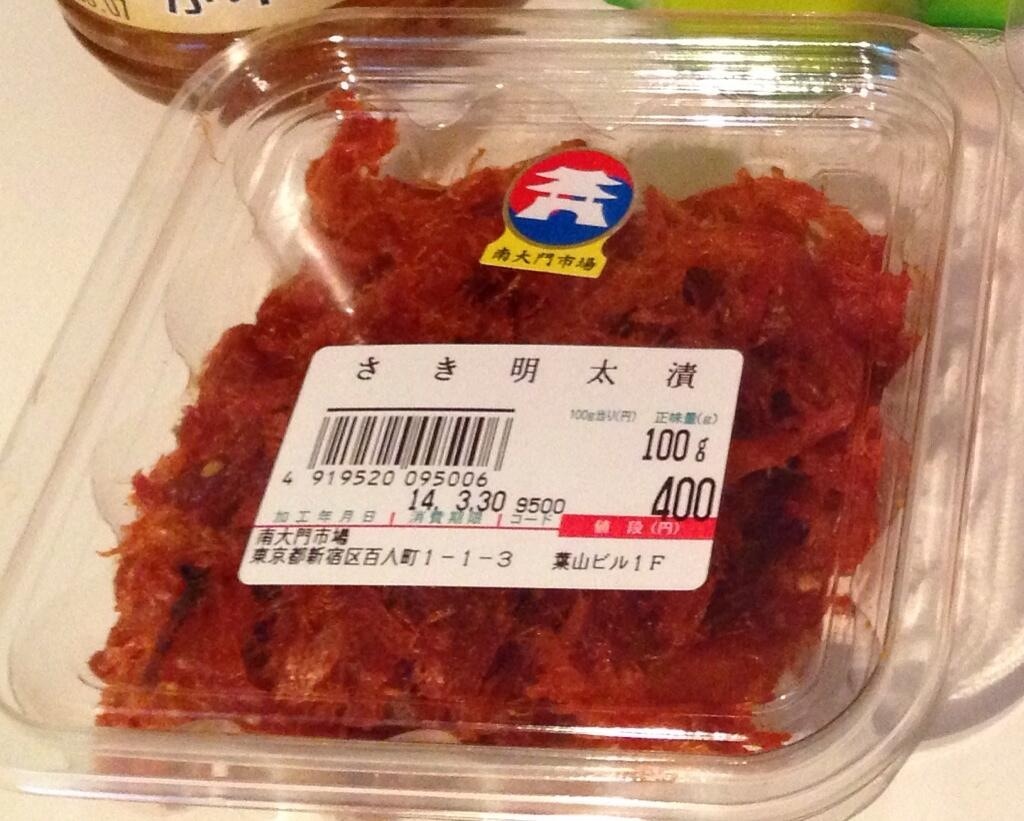 南大門市場
さき明太漬
100g当り(円) 正味量(g)
100g
4 919520 095006
14. 3.30 9500 400
加工年月日 消費期限 コード 値段(円)
南大門市場
東京都新宿区百人町1-1-3 葉山ビル1F